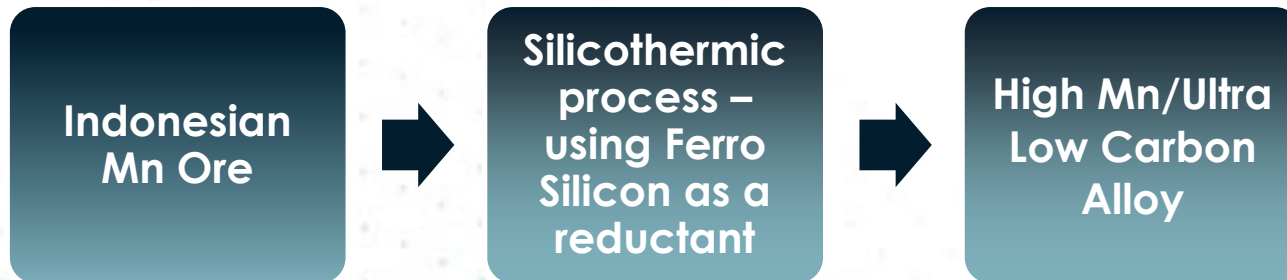 Indonesian
Mn Ore
Silicothermic
process –
using Ferro
Silicon as a
reductant
High Mn/Ultra
Low Carbon
Alloy